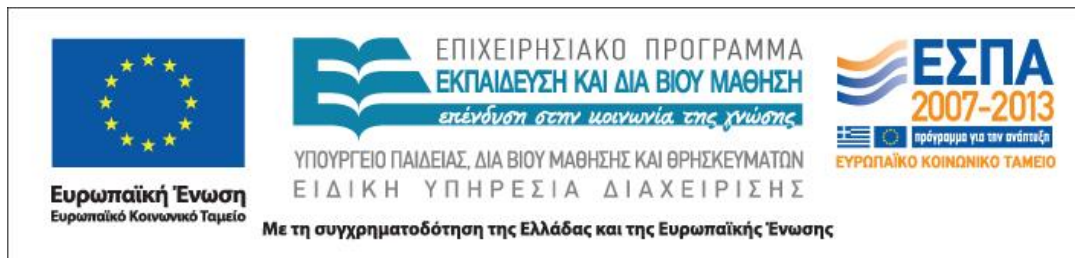 Ευρωπαϊκή Ένωση
Ευρωπαϊκό Κοινωνικό Ταμείο
ΕΠΙΧΕΙΡΗΣΙΑΚΟ ΠΡΟΓΡΑΜΜΑ
ΕΚΠΑΙΔΕΥΣΗ ΚΑΙ ΔΙΑ ΒΙΟΥ ΜΑΘΗΣΗ
επένδυση στην κοινωνία της γνώσης
ΥΠΟΥΡΓΕΙΟ ΠΑΙΔΕΙΑΣ, ΔΙΑ ΒΙΟΥ ΜΑΘΗΣΗΣ ΚΑΙ ΘΡΗΣΚΕΥΜΑΤΩΝ
ΕΙΔΙΚΗ ΥΠΗΡΕΣΙΑ ΔΙΑΧΕΙΡΙΣΗΣ
Με τη συγχρηματοδότηση της Ελλάδας και της Ευρωπαϊκής Ένωσης
ΕΣΠΑ
2007-2013
πρόγραμμα για την ανάπτυξη
ΕΥΡΩΠΑΪΚΟ ΚΟΙΝΩΝΙΚΟ ΤΑΜΕΙΟ